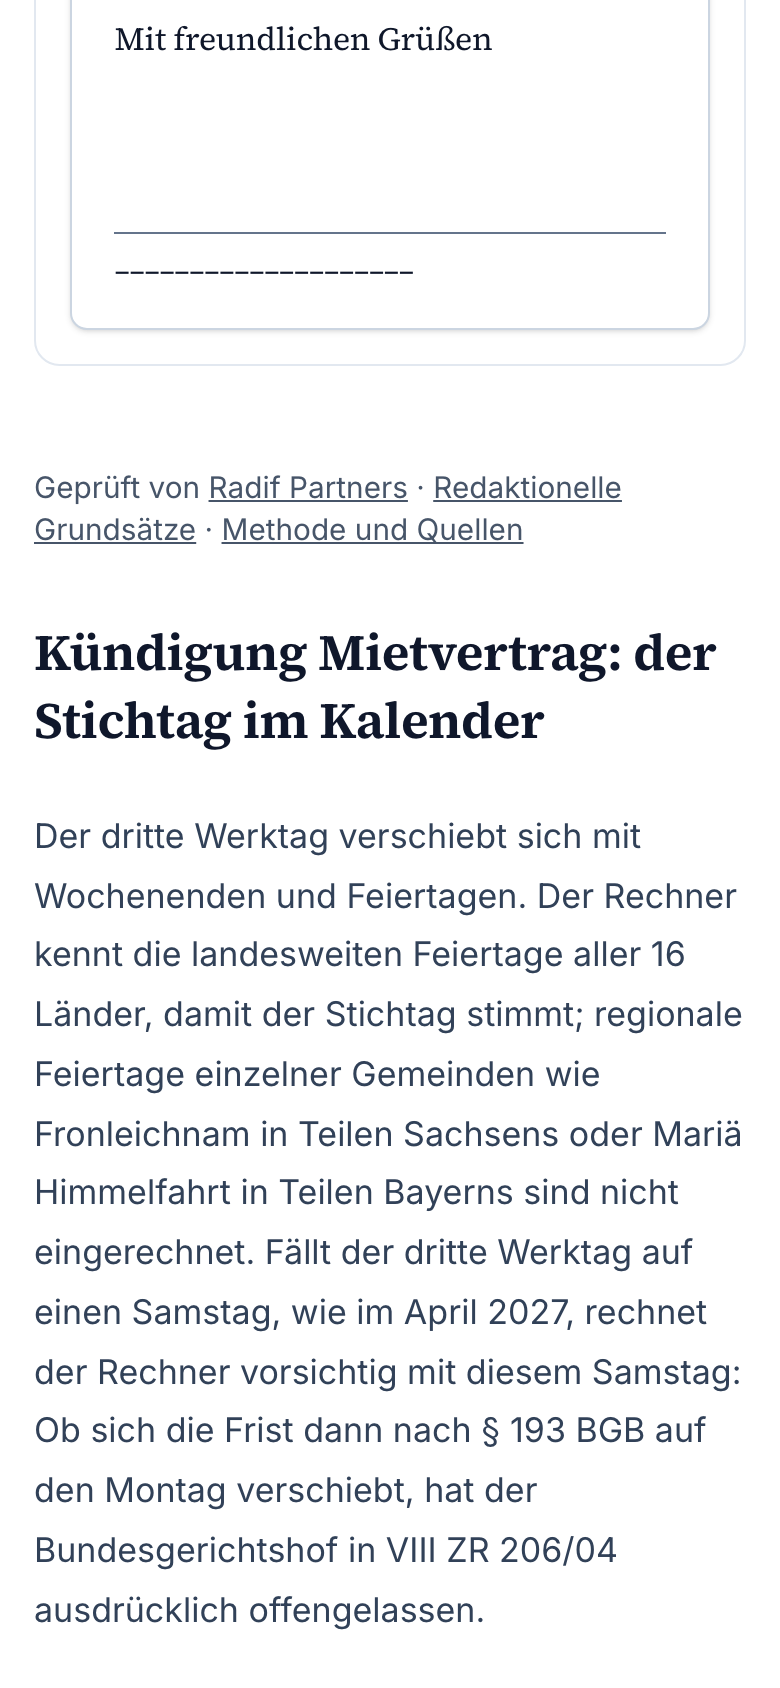 Mit freundlichen Grüßen
____________________
Geprüft von Radif Partners · Redaktionelle
Grundsätze · Methode und Quellen
Kündigung Mietvertrag: der
Stichtag im Kalender
Der dritte Werktag verschiebt sich mit
Wochenenden und Feiertagen. Der Rechner
kennt die landesweiten Feiertage aller 16
Länder, damit der Stichtag stimmt; regionale
Feiertage einzelner Gemeinden wie
Fronleichnam in Teilen Sachsens oder Mariä
Himmelfahrt in Teilen Bayerns sind nicht
eingerechnet. Fällt der dritte Werktag auf
einen Samstag, wie im April 2027, rechnet
der Rechner vorsichtig mit diesem Samstag:
Ob sich die Frist dann nach § 193 BGB auf
den Montag verschiebt, hat der
Bundesgerichtshof in VIII ZR 206/04
ausdrücklich offengelassen.